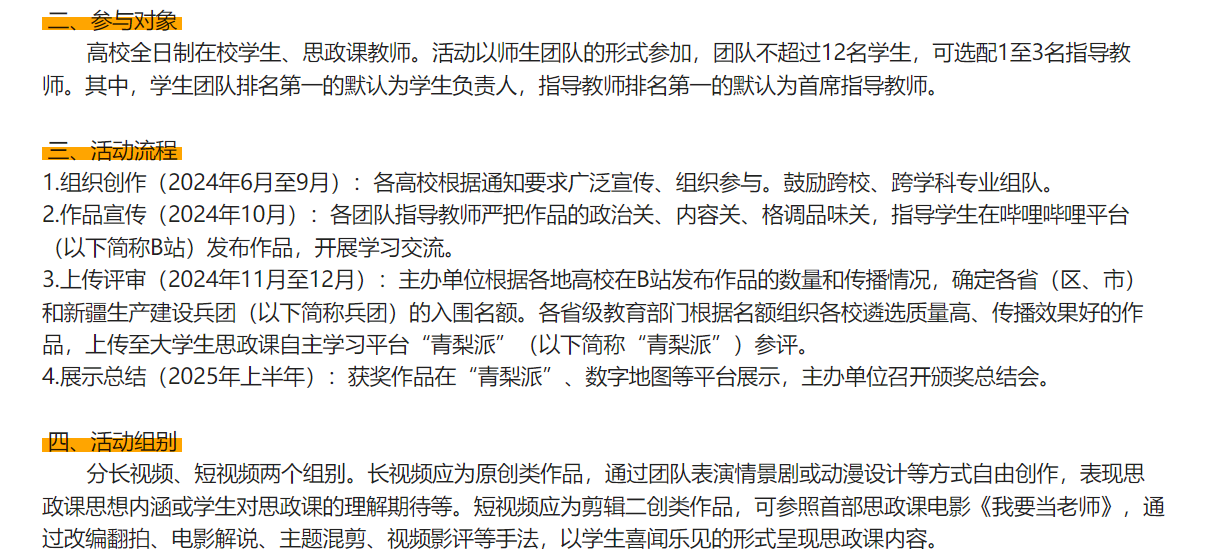 二、参与对象
高校全日制在校学生、思政课教师。活动以师生团队的形式参加，团队不超过12名学生，可选配1至3名指导教
师。其中，学生团队排名第一的默认为学生负责人，指导教师排名第一的默认为首席指导教师。
三、活动流程
1.组织创作（2024年6月至9月）：各高校根据通知要求广泛宣传、组织参与。鼓励跨校、跨学科专业组队。
2.作品宣传（2024年10月）：各团队指导教师严把作品的政治关、内容关、格调品味关，指导学生在哔哩哔哩平台
（以下简称B站）发布作品，开展学习交流。
3.上传评审（2024年11月至12月）：主办单位根据各地高校在B站发布作品的数量和传播情况，确定各省（区、市）
和新疆生产建设兵团（以下简称兵团）的入围名额。各省级教育部门根据名额组织各校遴选质量高、传播效果好的作
品，上传至大学生思政课自主学习平台“青梨派”（以下简称“青梨派”）参评。
4.展示总结（2025年上半年）：获奖作品在“青梨派”、数字地图等平台展示，主办单位召开颁奖总结会。
四、活动组别
分长视频、短视频两个组别。长视频应为原创类作品，通过团队表演情景剧或动漫设计等方式自由创作，表现思
政课思想内涵或学生对思政课的理解期待等。短视频应为剪辑二创类作品，可参照首部思政课电影《我要当老师》，通
过改编翻拍、电影解说、主题混剪、视频影评等手法，以学生喜闻乐见的形式呈现思政课内容。